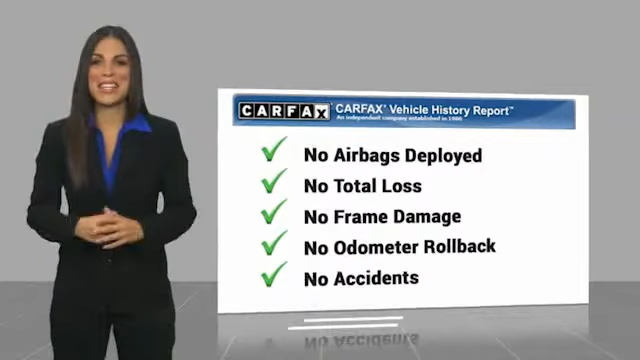 CARFAX CARFAX® Vehicle History Report™
An independent company established in 1986
No Airbags Deployed
No Total Loss
No Frame Damage
No Odometer Rollback
No Accidents